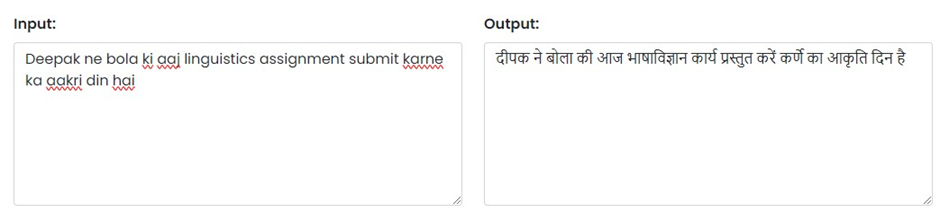 Input:
Output:
Deepak ne bola ki aaj linguistics assignment submit karne
ka aakri din hai
दीपक ने बोला की आज भाषाविज्ञान कार्य प्रस्तुत करें कर्णे का आकृति दिन है